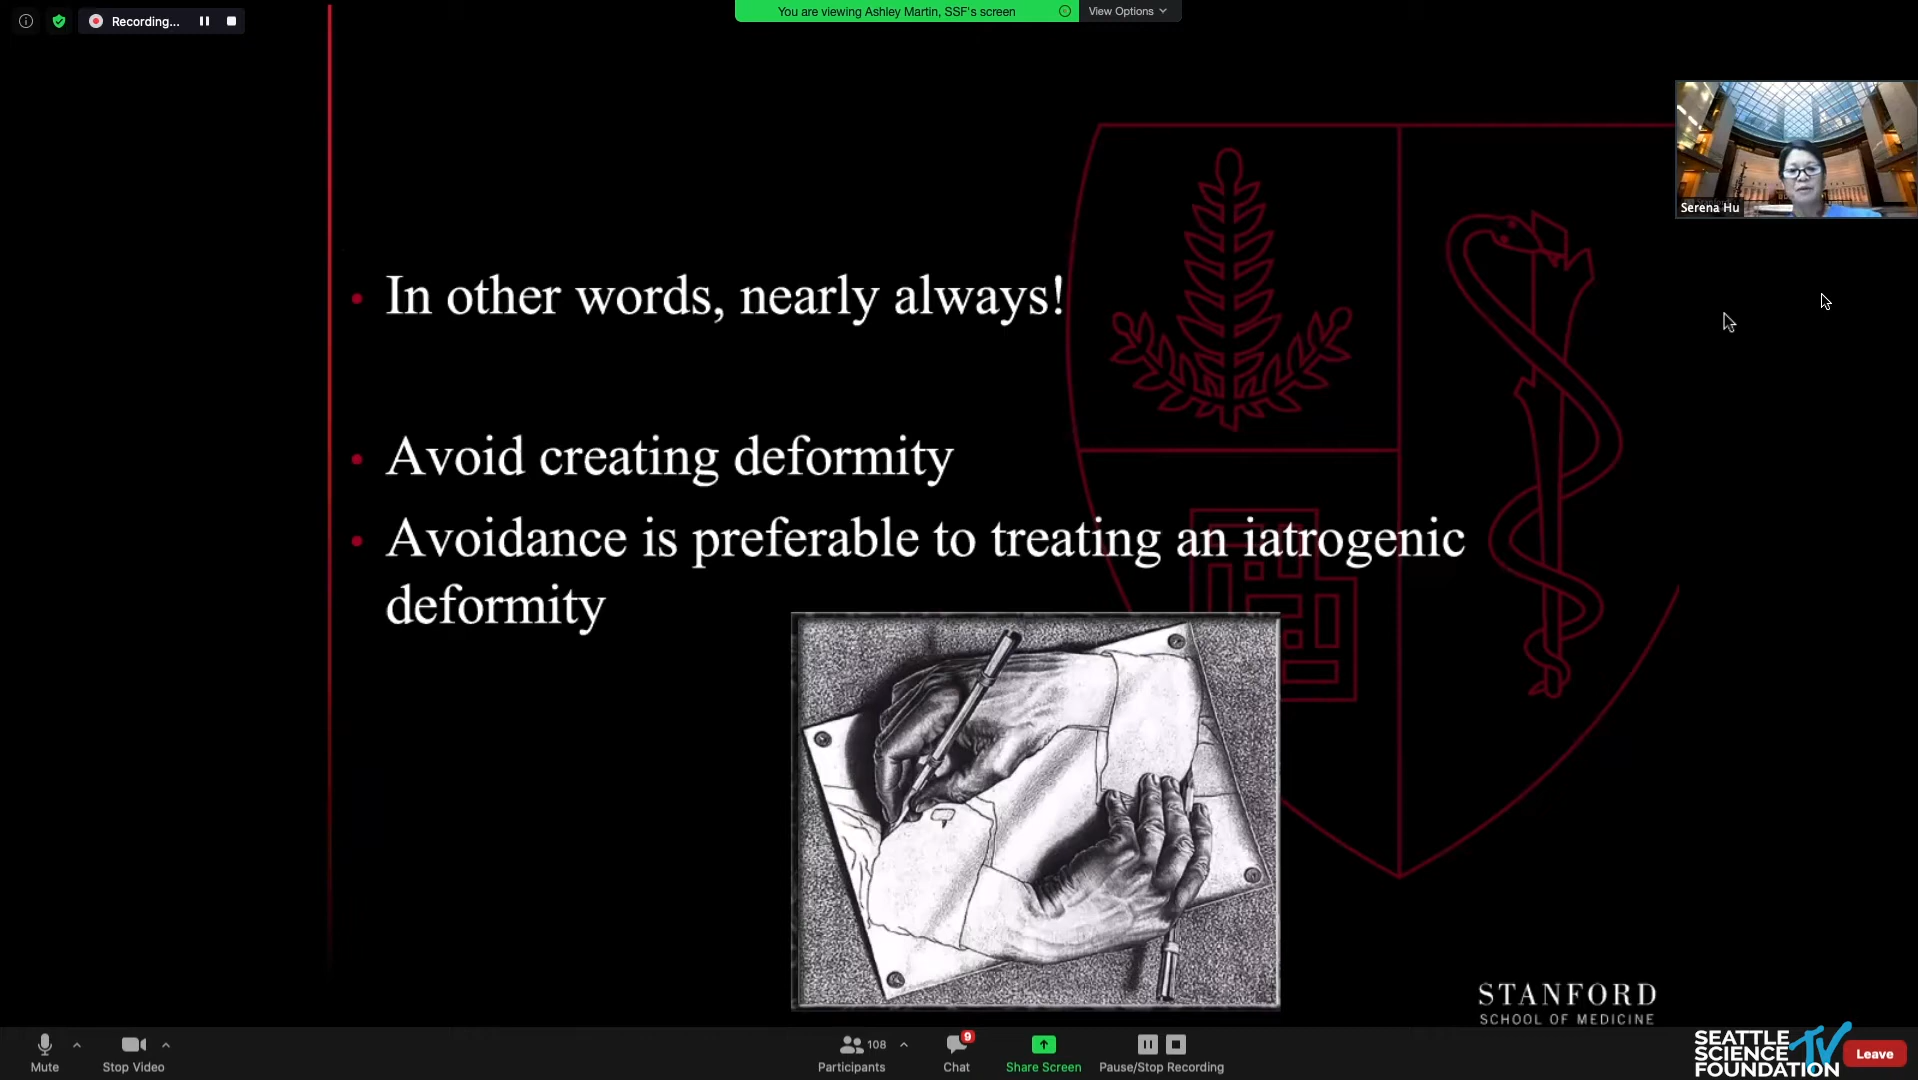 Recording...
You are viewing Ashley Martin, SSF's screen
View Options
Serena Hu
• In other words, nearly always!
• Avoid creating deformity
• Avoidance is preferable to treating an iatrogenic
deformity
STANFORD
SCHOOL OF MEDICINE
Mute
Stop Video
108
Participants
9
Chat
Share Screen
Pause/Stop Recording
SEATTLE
SCIENCE
FOUNDATION
TV
Leave